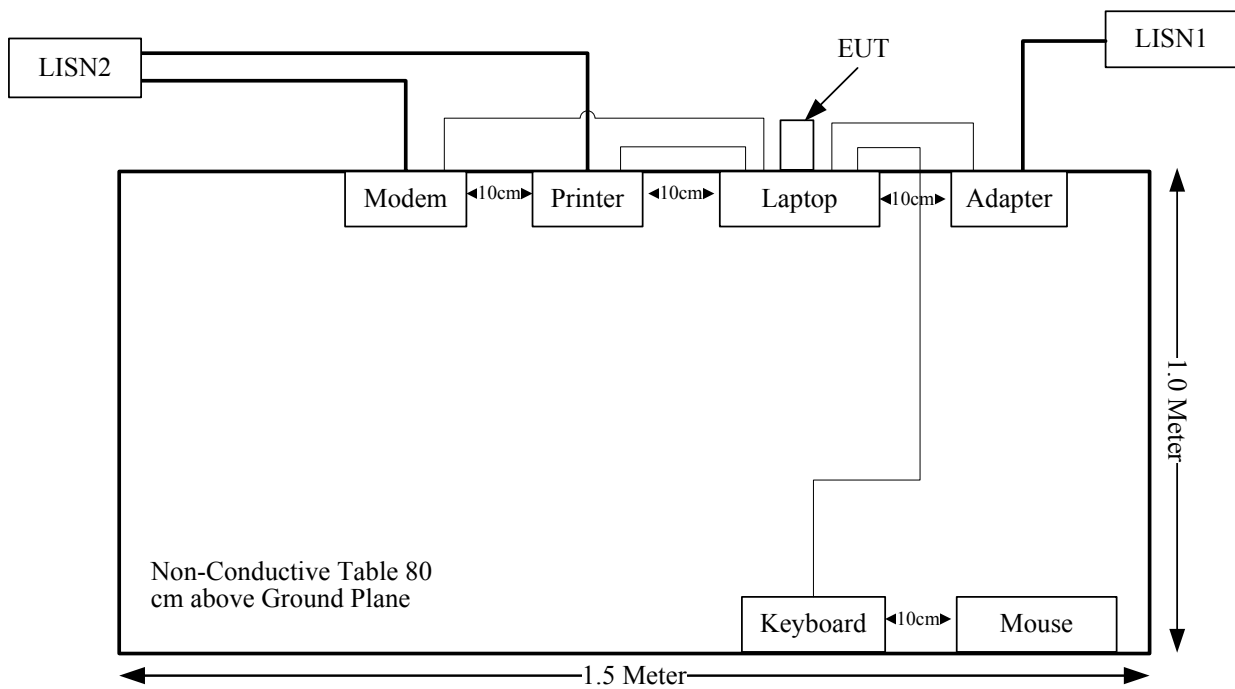 LISN1
EUT
LISN2
Modem
10cm
Printer
10cm
Laptop
10cm
Adapter
1.0 Meter
Non-Conductive Table 80
cm above Ground Plane
Keyboard
10cm
Mouse
1.5 Meter